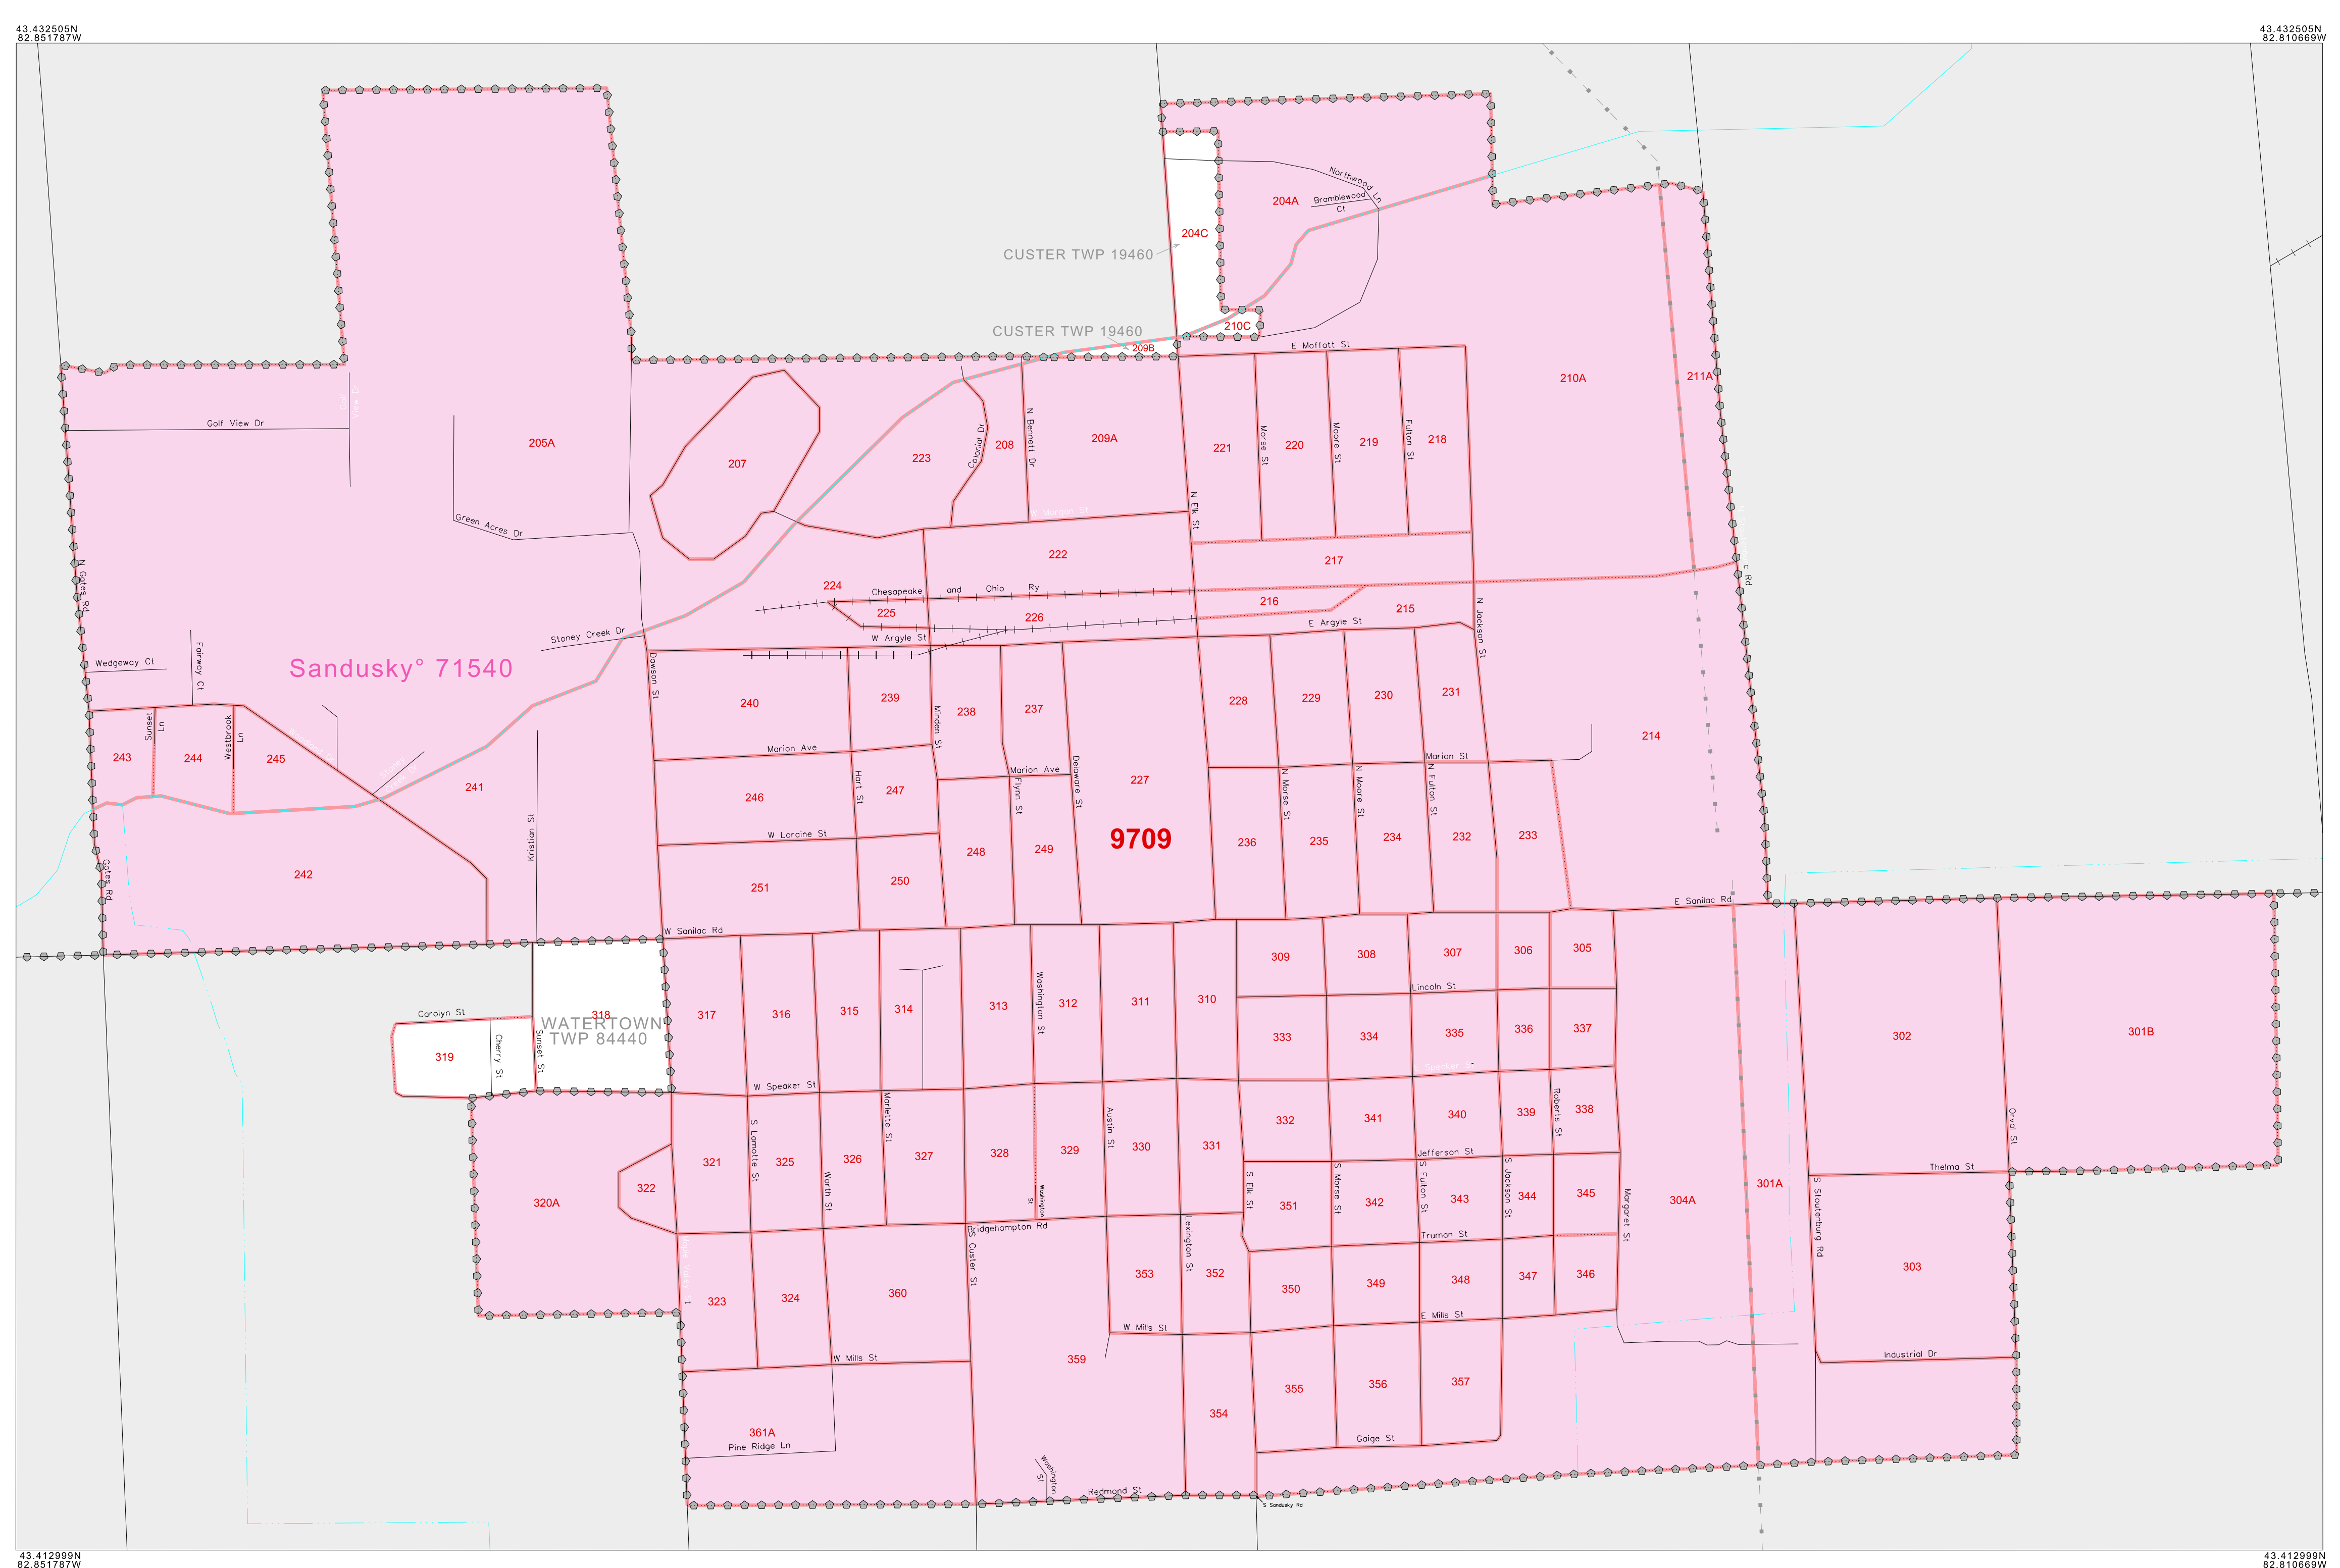 43.432505N
82.851787W
43.432505N
82.810669W
Northwood Ln
Bramblewood
Ct
204A
204C
CUSTER TWP 19460
CUSTER TWP 19460
210C
209B
E Moffatt St
210A
211A
Golf
View Dr
Golf View Dr
205A
207
223
Colonial Dr
208
N Bennett Dr
209A
221
Morse St
220
Moore St
219
Fulton St
218
N Elk St
W Morgan St
Green Acres Dr
222
217
c Rd
N Gates Rd
224
Chesapeake and Ohio Ry
225
226
216
215
N Jackson St
W Argyle St
E Argyle St
Stoney Creek Dr
Wedgeway Ct
Fairway Ct
Sandusky° 71540
Dawson St
240
239
Minden St
238
237
Delaware St
228
229
230
231
Sunset
Ln
Westbrook
Ln
243
244
245
241
214
Marion Ave
Marion Ave
Marion St
246
Hart St
247
Flynn St
227
N Morse St
N Moore St
N Fulton St
W Loraine St
9709
236
235
234
232
233
Kristian St
248
249
242
Gates Rd
251
250
E Sanilac Rd
W Sanilac Rd
317
316
315
314
313
Washington St
312
311
310
309
308
307
306
305
Lincoln St
Carolyn St
318
WATERTOWN
TWP 84440
319
Cherry St
Sunset St
333
334
335
336
337
302
301B
W Speaker St
E Speaker St
321
S Lamotte St
325
326
Marlette St
327
328
329
Austin St
330
331
332
341
340
339
Roberts St
338
Orval St
Jefferson St
Thelma St
320A
322
Worth St
Washington
St
S Elk St
351
S Morse St
342
S Fulton St
343
S Jackson St
344
345
Margaret St
304A
301A
S Stoutenburg Rd
Bridgehampton Rd
Truman St
323
324
360
S Custer St
353
Lexington St
352
350
349
348
347
346
303
W Mills St
E Mills St
W Mills St
Industrial Dr
359
355
356
357
354
361A
Pine Ridge Ln
Gaige St
Washington
St
Redmond St
S Sandusky Rd
43.412999N
82.851787W
43.412999N
82.810669W